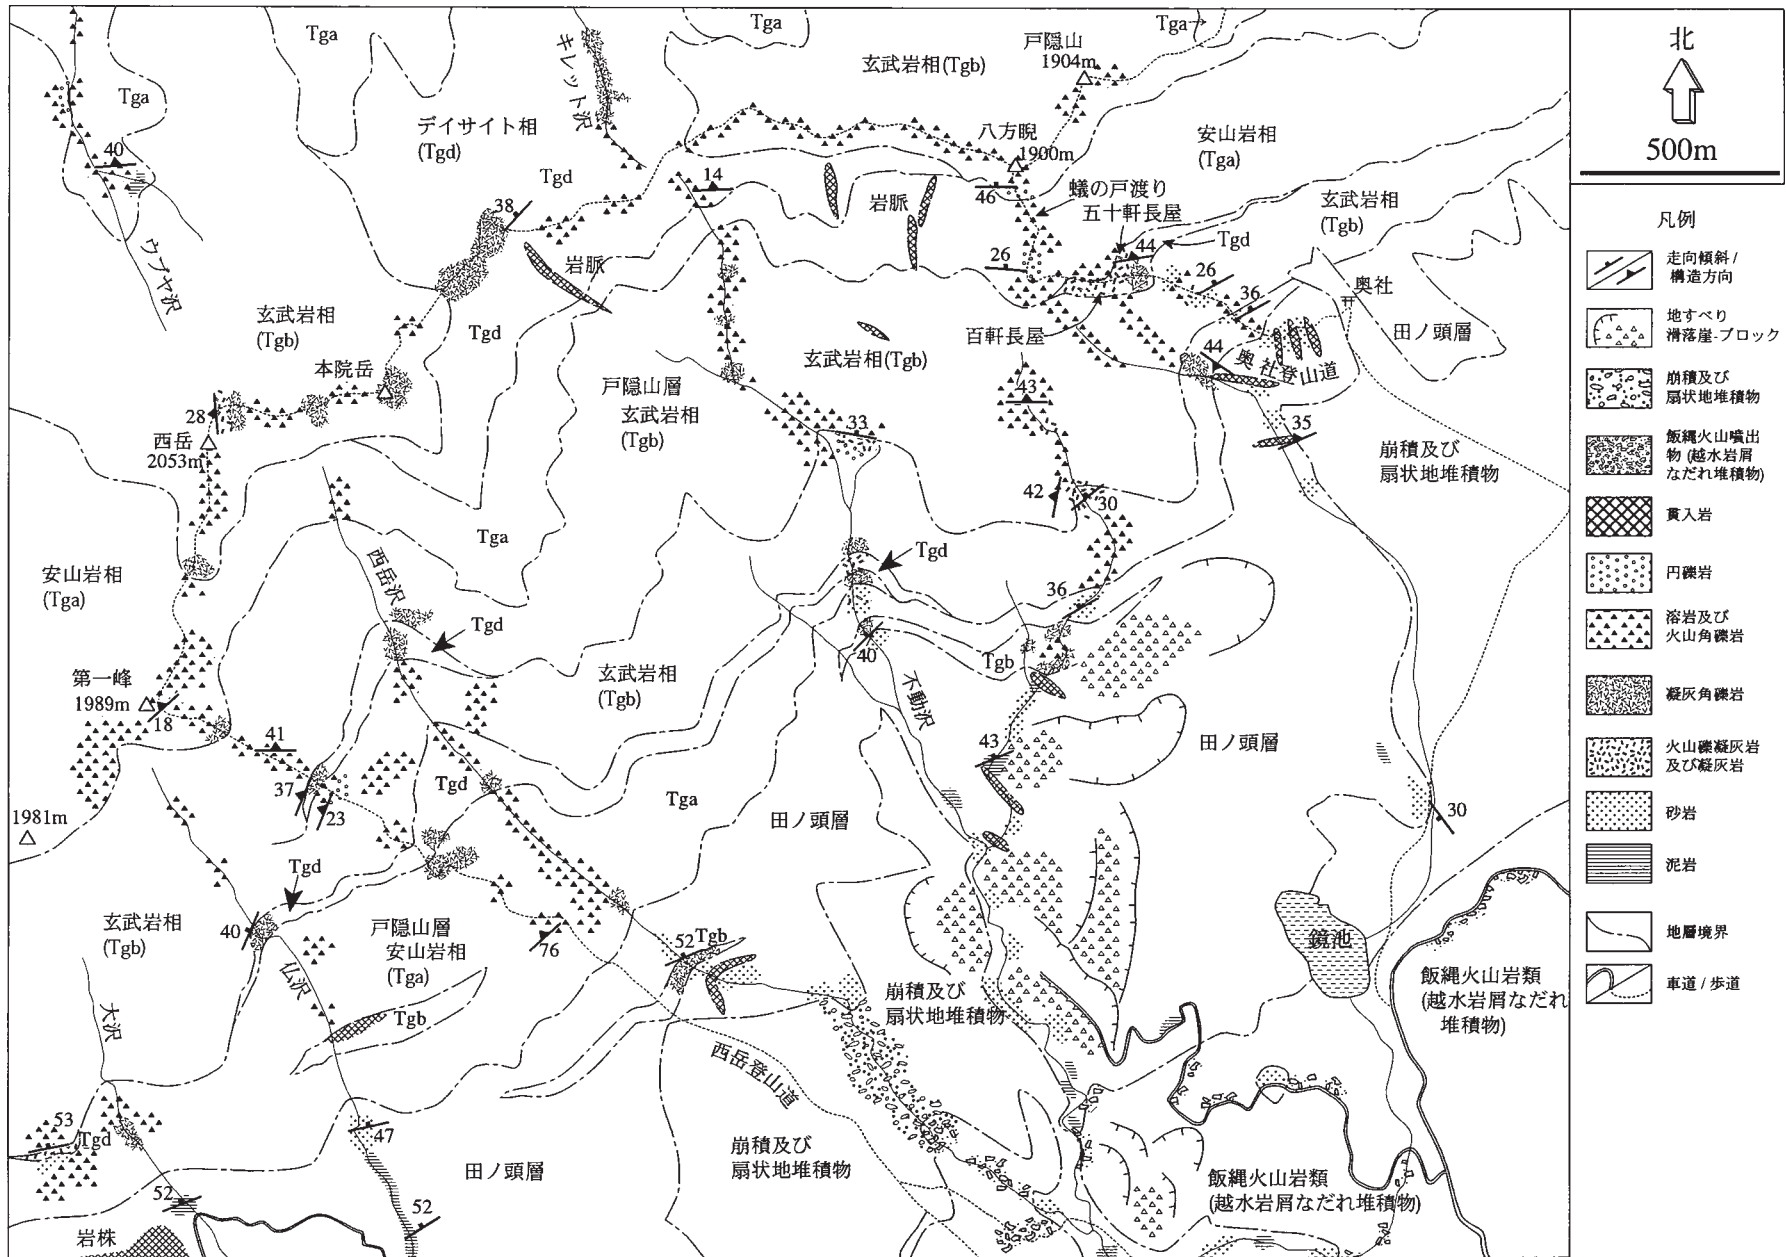 Tga
Tga
Tga
戸隠山
1904m
玄武岩相(Tgb)
キレット沢
Tga
デイサイト相
(Tgd)
八方睨
1900m
安山岩相
(Tga)
40
Tgd
14
46
蟻の戸渡り
五十軒長屋
玄武岩相
(Tgb)
38
岩脈
44
Tgd
ウブヤ沢
岩脈
26
26
36
奥社
玄武岩相
(Tgb)
Tgd
百軒長屋
田ノ頭層
本院岳
戸隠山層
玄武岩相
(Tgb)
玄武岩相(Tgb)
44
奥社登山道
28
西岳
2053m
43
33
35
崩積及び
扇状地堆積物
42
30
Tga
安山岩相
(Tga)
西岳沢
Tgd
36
Tgd
40
Tgb
第一峰
1989m
玄武岩相
(Tgb)
不動沢
18
41
43
田ノ頭層
37
23
Tgd
Tga
田ノ頭層
30
1981m
Tgd
玄武岩相
(Tgb)
40
戸隠山層
安山岩相
(Tga)
76
52
Tgb
鏡池
仏沢
崩積及び
扇状地堆積物
飯縄火山岩類
(越水岩屑なだれ
堆積物)
大沢
Tgb
西岳登山道
53
Tgd
47
田ノ頭層
崩積及び
扇状地堆積物
飯縄火山岩類
(越水岩屑なだれ堆積物)
52
52
岩株
北
500m
凡例
走向傾斜 /
構造方向
地すべり
滑落崖-ブロック
崩積及び
扇状地堆積物
飯縄火山噴出
物 (越水岩屑
なだれ堆積物)
貫入岩
円礫岩
溶岩及び
火山角礫岩
凝灰角礫岩
火山礫凝灰岩
及び凝灰岩
砂岩
泥岩
地層境界
車道 / 歩道